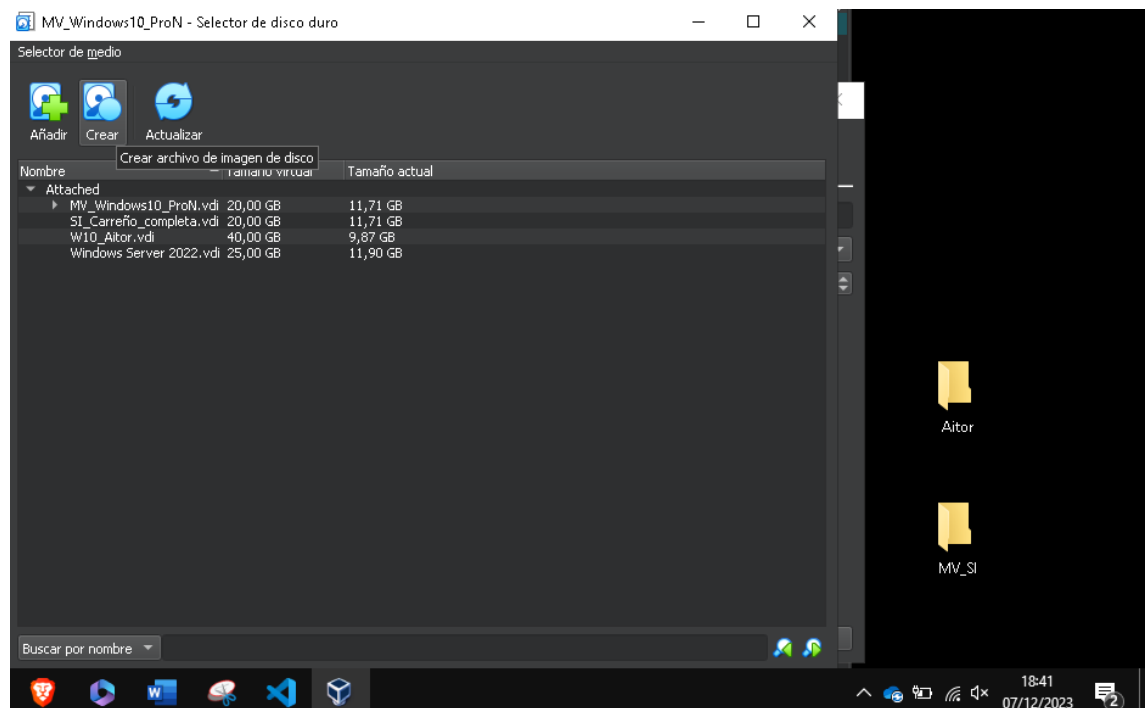 MV_Windows10_ProN - Selector de disco duro
Selector de medio
Añadir Crear Actualizar
Crear archivo de imagen de disco
Nombre Tamaño virtual Tamaño actual
Attached
MV_Windows10_ProN.vdi 20,00 GB 11,71 GB
SI_Carreño_completa.vdi 20,00 GB 11,71 GB
W10_Aitor.vdi 40,00 GB 9,87 GB
Windows Server 2022.vdi 25,00 GB 11,90 GB
Aitor
MV_SI
Buscar por nombre
18:41
07/12/2023
2